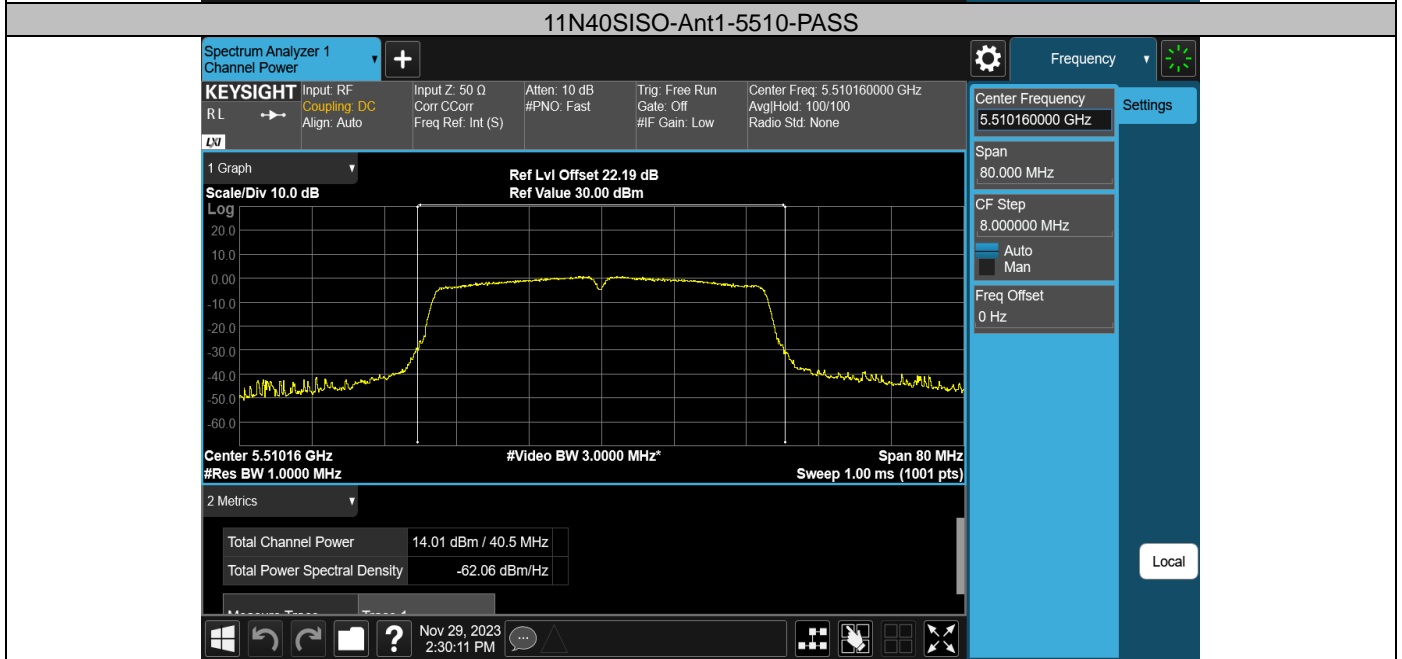 11N40SISO-Ant1-5510-PASS
Spectrum Analyzer 1
Channel Power
Frequency
KEYSIGHT
RL
LXI
Input: RF
Coupling: DC
Align: Auto
Input Z: 50 Ω
Corr CCorr
Freq Ref: Int (S)
Atten: 10 dB
#PNO: Fast
Trig: Free Run
Gate: Off
#IF Gain: Low
Center Freq: 5.510160000 GHz
Avg|Hold: 100/100
Radio Std: None
Center Frequency
5.510160000 GHz
Settings
Span
80.000 MHz
CF Step
8.000000 MHz
Auto
Man
Freq Offset
0 Hz
1 Graph
Scale/Div 10.0 dB
Ref Lvl Offset 22.19 dB
Ref Value 30.00 dBm
Log
20.0
10.0
0.00
-10.0
-20.0
-30.0
-40.0
-50.0
-60.0
Center 5.51016 GHz
#Video BW 3.0000 MHz*
Span 80 MHz
#Res BW 1.0000 MHz
Sweep 1.00 ms (1001 pts)
2 Metrics
Total Channel Power 14.01 dBm / 40.5 MHz
Total Power Spectral Density -62.06 dBm/Hz
Local
?
Nov 29, 2023
2:30:11 PM